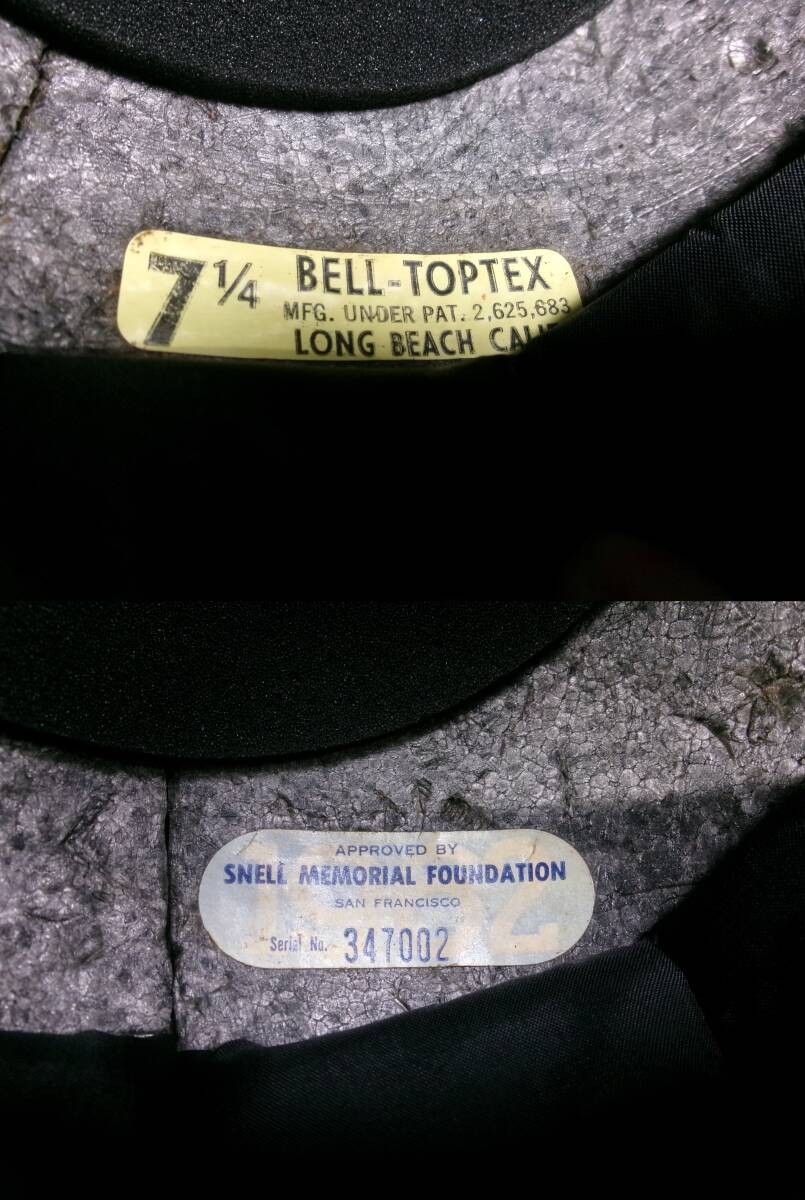 7 1/4
BELL-TOPTEX
MFG. UNDER PAT. 2,625,683
LONG BEACH CALIF
APPROVED BY
SNELL MEMORIAL FOUNDATION
SAN FRANCISCO
Serial No. 347002